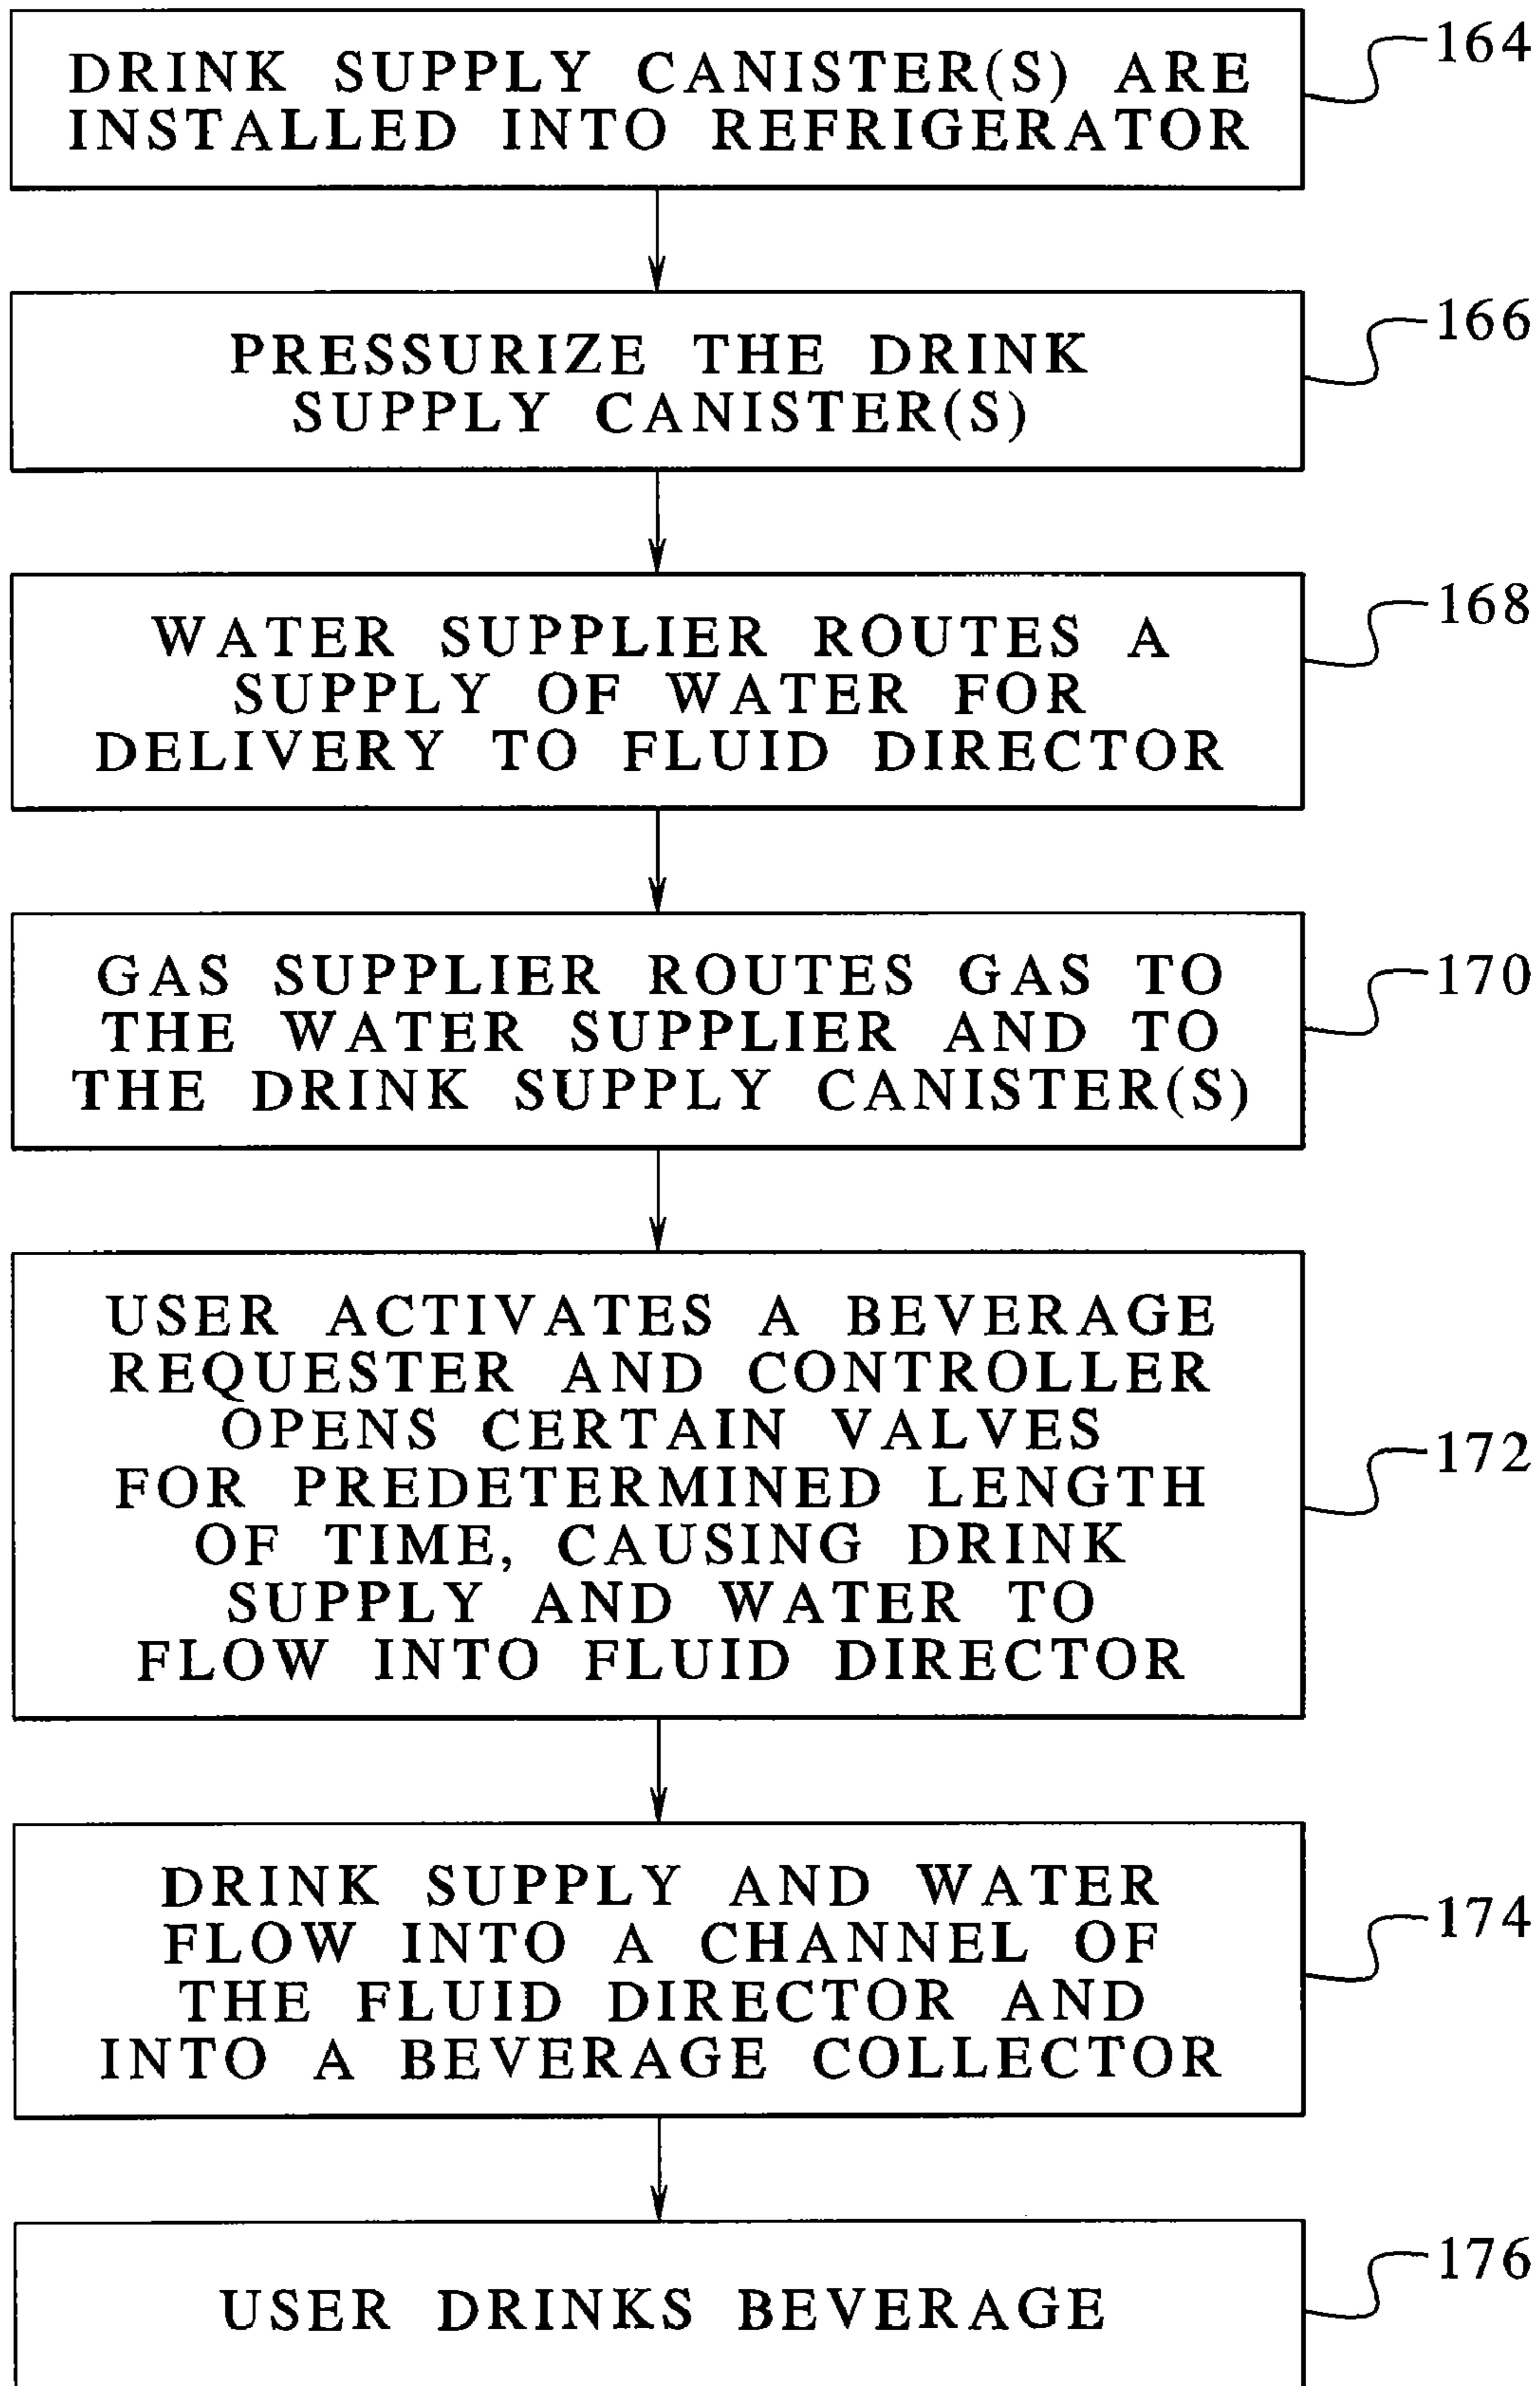 DRINK SUPPLY CANISTER(S) ARE
INSTALLED INTO REFRIGERATOR
164
PRESSURIZE THE DRINK
SUPPLY CANISTER(S)
166
WATER SUPPLIER ROUTES A
SUPPLY OF WATER FOR
DELIVERY TO FLUID DIRECTOR
168
GAS SUPPLIER ROUTES GAS TO
THE WATER SUPPLIER AND TO
THE DRINK SUPPLY CANISTER(S)
170
USER ACTIVATES A BEVERAGE
REQUESTER AND CONTROLLER
OPENS CERTAIN VALVES
FOR PREDETERMINED LENGTH
OF TIME, CAUSING DRINK
SUPPLY AND WATER TO
FLOW INTO FLUID DIRECTOR
172
DRINK SUPPLY AND WATER
FLOW INTO A CHANNEL OF
THE FLUID DIRECTOR AND
INTO A BEVERAGE COLLECTOR
174
USER DRINKS BEVERAGE
176